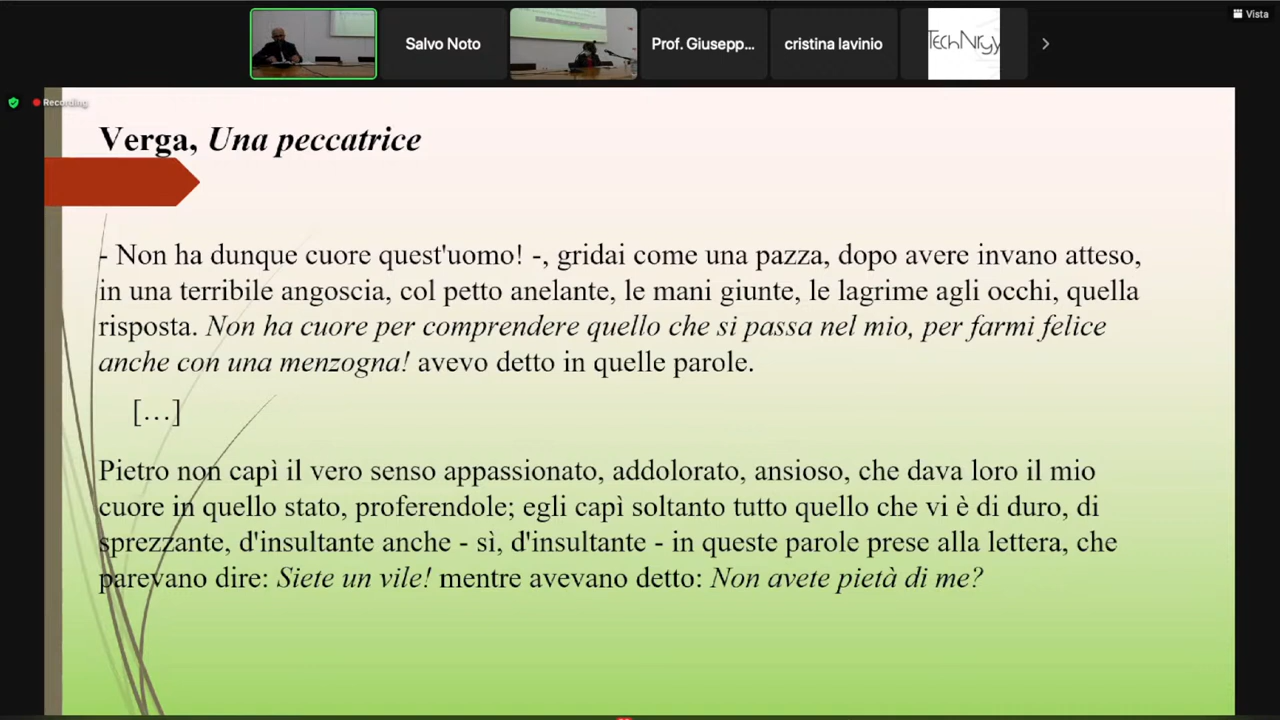 Vista
Salvo Noto
Prof. Giusepp...
cristina lavinio
TechNrgy
Recording
Verga, Una peccatrice
- Non ha dunque cuore quest'uomo! -, gridai come una pazza, dopo avere invano atteso,
in una terribile angoscia, col petto anelante, le mani giunte, le lagrime agli occhi, quella
risposta. Non ha cuore per comprendere quello che si passa nel mio, per farmi felice
anche con una menzogna! avevo detto in quelle parole.
[…]
Pietro non capì il vero senso appassionato, addolorato, ansioso, che dava loro il mio
cuore in quello stato, proferendole; egli capì soltanto tutto quello che vi è di duro, di
sprezzante, d'insultante anche - sì, d'insultante - in queste parole prese alla lettera, che
parevano dire: Siete un vile! mentre avevano detto: Non avete pietà di me?